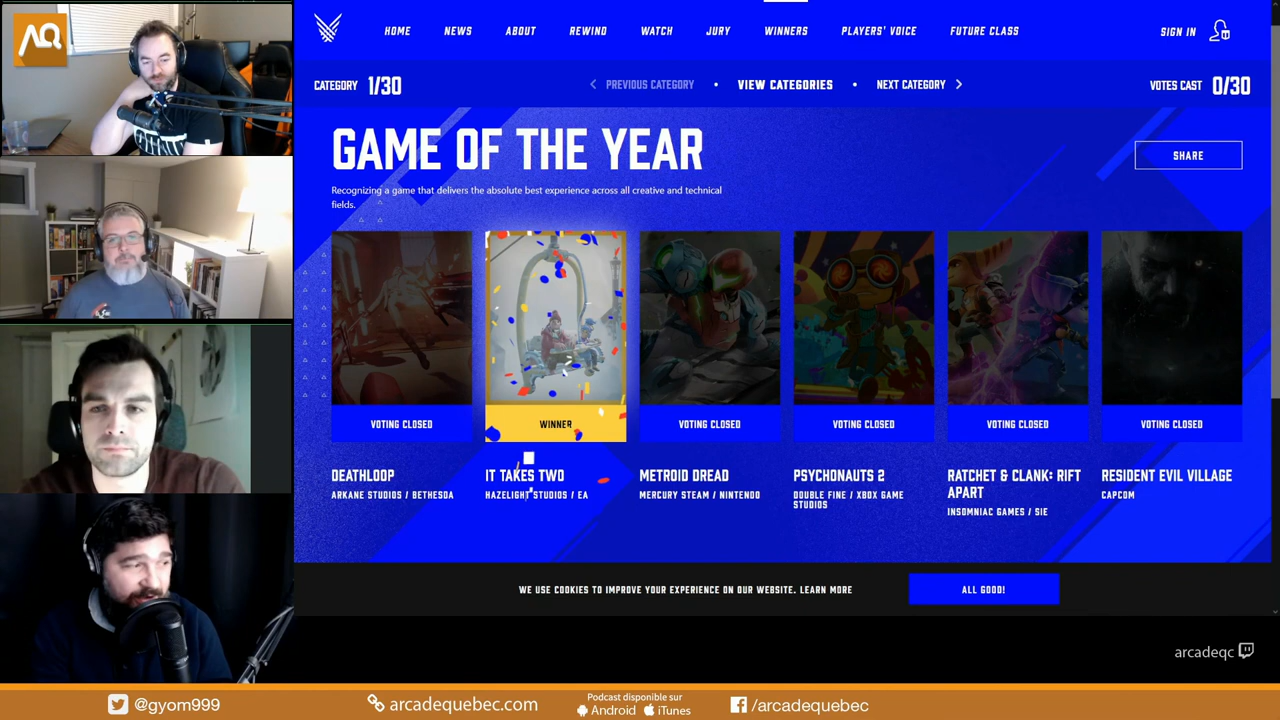 AQ
HOME NEWS ABOUT REWIND WATCH JURY WINNERS PLAYERS' VOICE FUTURE CLASS SIGN IN
CATEGORY 1/30 PREVIOUS CATEGORY • VIEW CATEGORIES • NEXT CATEGORY VOTES CAST 0/30
GAME OF THE YEAR
SHARE
Recognizing a game that delivers the absolute best experience across all creative and technical
fields.
VOTING CLOSED
WINNER
VOTING CLOSED
VOTING CLOSED
VOTING CLOSED
VOTING CLOSED
DEATHLOOP
ARKANE STUDIOS / BETHESDA
IT TAKES TWO
HAZELIGHT STUDIOS / EA
METROID DREAD
MERCURY STEAM / NINTENDO
PSYCHONAUTS 2
DOUBLE FINE / XBOX GAME
STUDIOS
RATCHET & CLANK: RIFT
APART
INSOMNIAC GAMES / SIE
RESIDENT EVIL VILLAGE
CAPCOM
WE USE COOKIES TO IMPROVE YOUR EXPERIENCE ON OUR WEBSITE. LEARN MORE
ALL GOOD!
arcadeqc
@gyom999
arcadequebec.com
Podcast disponible sur
Android iTunes
/arcadequebec